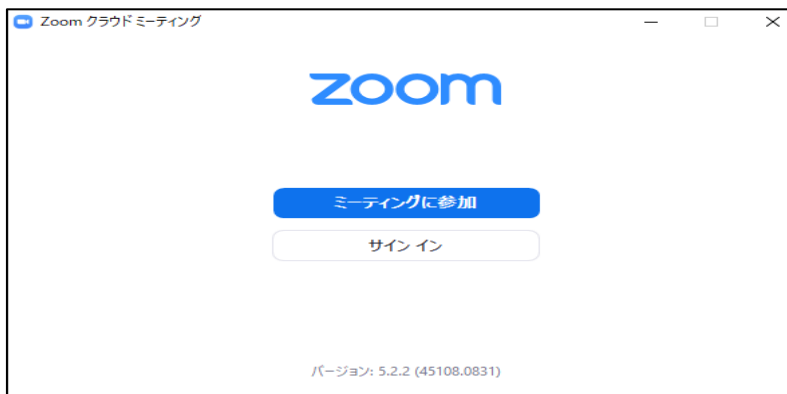 Zoom クラウド ミーティング
zoom
ミーティングに参加
サイン イン
バージョン: 5.2.2 (45108.0831)